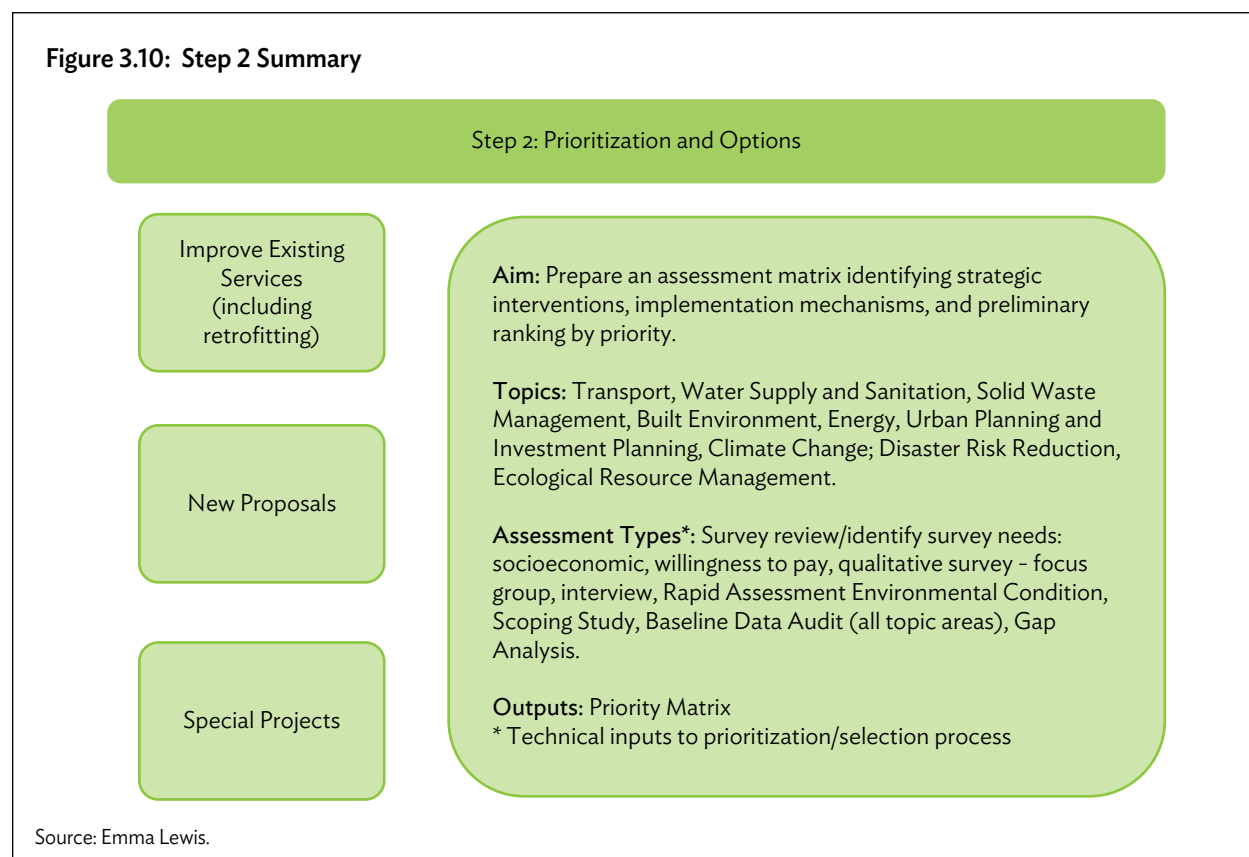 Figure 3.10: Step 2 Summary
Step 2: Prioritization and Options
Improve Existing
Services
(including
retrofitting)
New Proposals
Special Projects
Aim: Prepare an assessment matrix identifying strategic
interventions, implementation mechanisms, and preliminary
ranking by priority.
Topics: Transport, Water Supply and Sanitation, Solid Waste
Management, Built Environment, Energy, Urban Planning and
Investment Planning, Climate Change; Disaster Risk Reduction,
Ecological Resource Management.
Assessment Types*: Survey review/identify survey needs:
socioeconomic, willingness to pay, qualitative survey – focus
group, interview, Rapid Assessment Environmental Condition,
Scoping Study, Baseline Data Audit (all topic areas), Gap
Analysis.
Outputs: Priority Matrix
* Technical inputs to prioritization/selection process
Source: Emma Lewis.